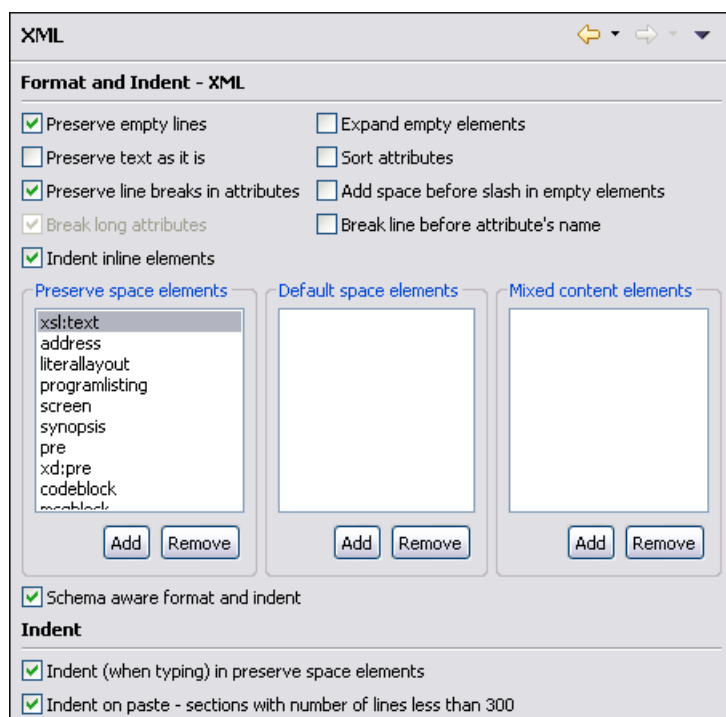 XML
Format and Indent - XML
Preserve empty lines
Expand empty elements
Preserve text as it is
Sort attributes
Preserve line breaks in attributes
Add space before slash in empty elements
Break long attributes
Break line before attribute's name
Indent inline elements
Preserve space elements
xsl:text
address
literallayout
programlisting
screen
synopsis
pre
xd:pre
codeblock
Add Remove
Default space elements
Add Remove
Mixed content elements
Add Remove
Schema aware format and indent
Indent
Indent (when typing) in preserve space elements
Indent on paste - sections with number of lines less than 300